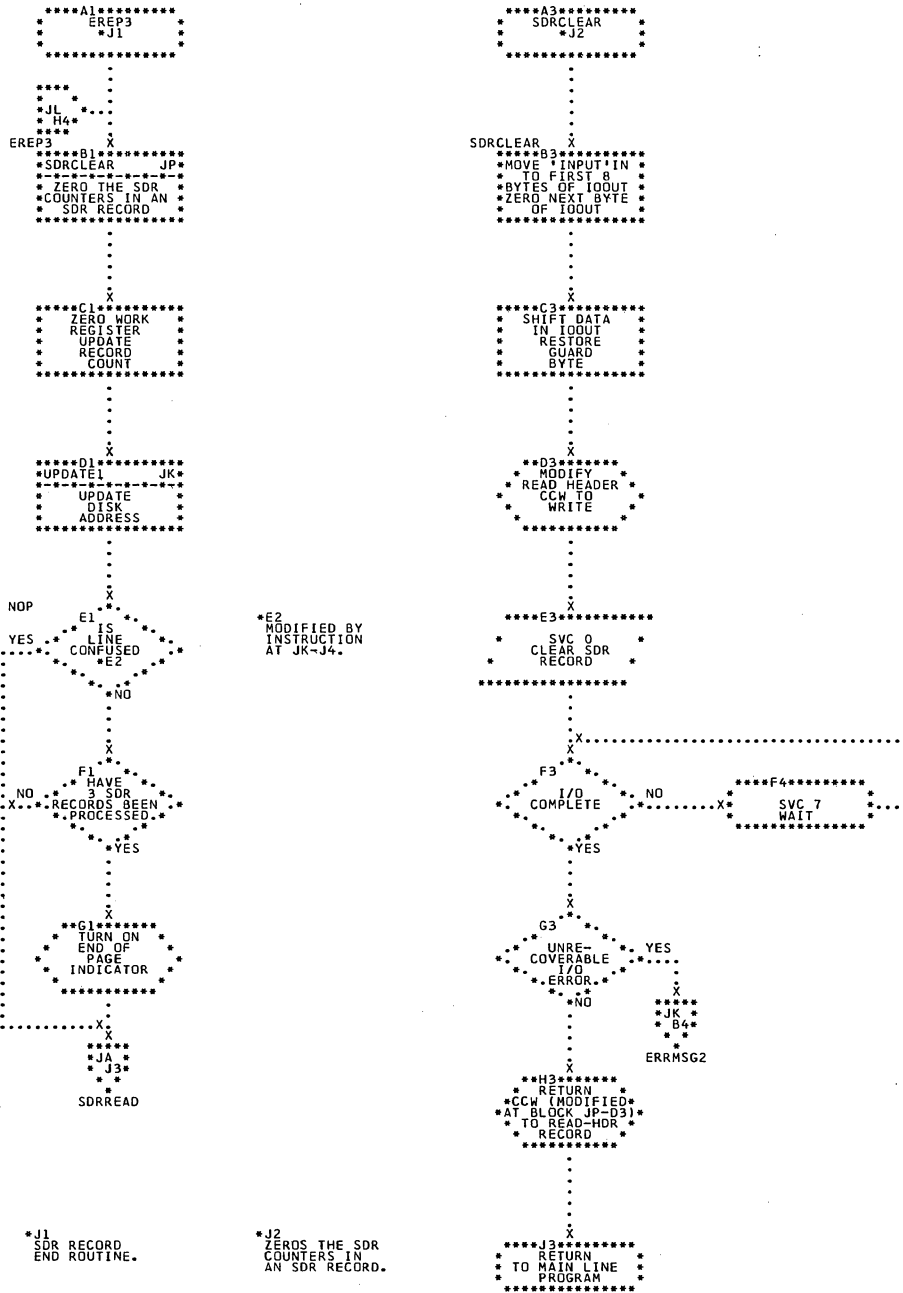 A1
EREP3
*J1
JL
H4
EREP3
B1
SDRCLEAR JP
ZERO THE SDR
COUNTERS IN AN
SDR RECORD
C1
ZERO WORK
REGISTER
UPDATE
RECORD
COUNT
D1
UPDATE1 JK
UPDATE
DISK
ADDRESS
NOP
E1
IS
LINE
CONFUSED
*E2
YES
NO
*E2
MODIFIED BY
INSTRUCTION
AT JK-J4.
F1
HAVE
3 SDR
RECORDS BEEN
PROCESSED
NO
YES
G1
TURN ON
END OF
PAGE
INDICATOR
JA
J3
SDRREAD
*J1
SDR RECORD
END ROUTINE.
*J2
ZEROS THE SDR
COUNTERS IN
AN SDR RECORD.
A3
SDRCLEAR
*J2
SDRCLEAR
B3
MOVE 'INPUT'IN
TO FIRST 8
BYTES OF IOOUT
ZERO NEXT BYTE
OF IOOUT
C3
SHIFT DATA
IN IOOUT
RESTORE
GUARD
BYTE
D3
MODIFY
READ HEADER
CCW TO
WRITE
E3
SVC 0
CLEAR SDR
RECORD
F3
I/O
COMPLETE
NO
YES
F4
SVC 7
WAIT
G3
UNRE-
COVERABLE
I/O
ERROR
YES
NO
JK
B4
ERRMSG2
H3
RETURN
CCW (MODIFIED
AT BLOCK JP-D3)
TO READ-HDR
RECORD
J3
RETURN
TO MAIN LINE
PROGRAM